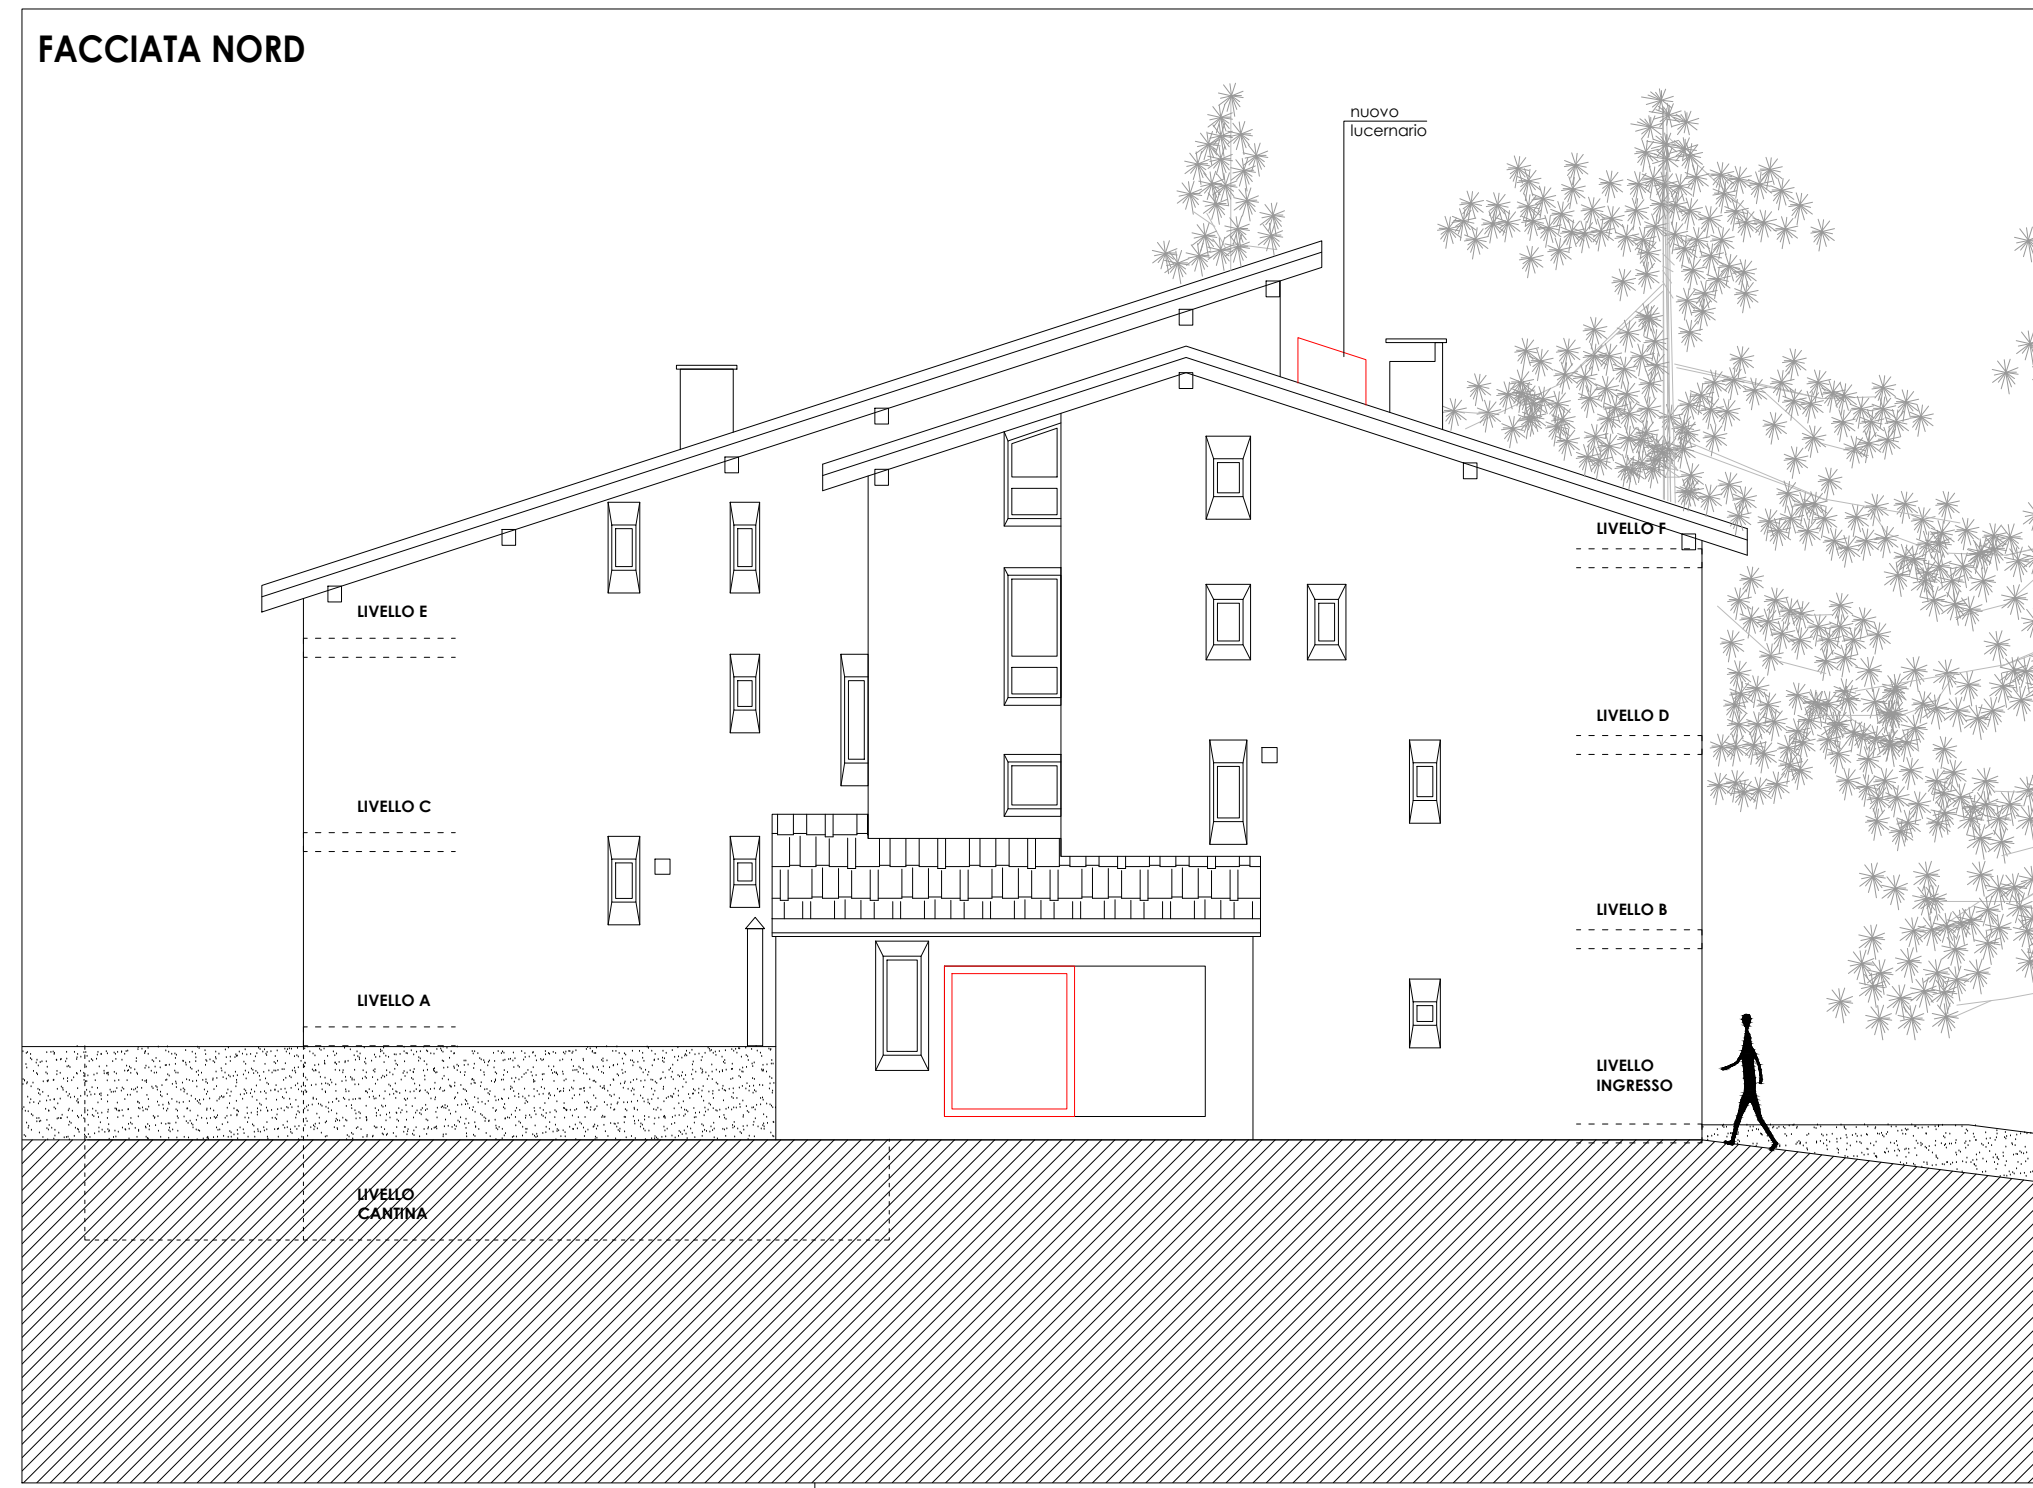 FACCIATA NORD
nuovo
lucernario
LIVELLO F
LIVELLO E
LIVELLO D
LIVELLO C
LIVELLO B
LIVELLO A
LIVELLO
INGRESSO
LIVELLO
CANTINA